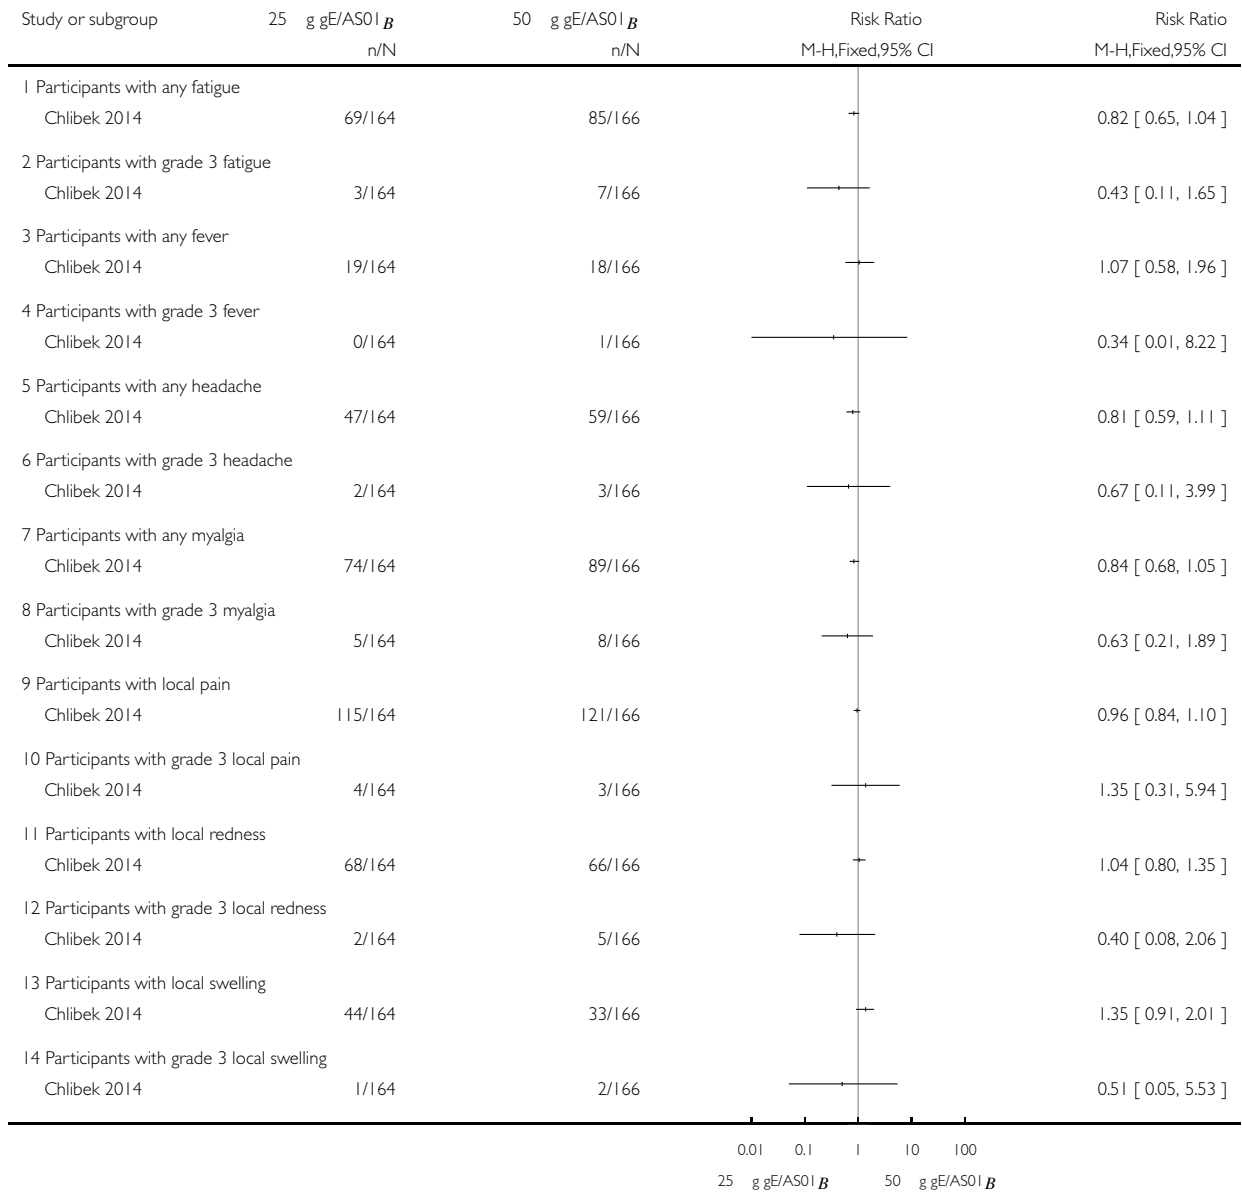 Study or subgroup 25 g gE/AS01B 50 g gE/AS01B Risk Ratio Risk Ratio
n/N n/N M-H,Fixed,95% CI M-H,Fixed,95% CI
1 Participants with any fatigue
Chlibek 2014 69/164 85/166 0.82 [ 0.65, 1.04 ]
2 Participants with grade 3 fatigue
Chlibek 2014 3/164 7/166 0.43 [ 0.11, 1.65 ]
3 Participants with any fever
Chlibek 2014 19/164 18/166 1.07 [ 0.58, 1.96 ]
4 Participants with grade 3 fever
Chlibek 2014 0/164 1/166 0.34 [ 0.01, 8.22 ]
5 Participants with any headache
Chlibek 2014 47/164 59/166 0.81 [ 0.59, 1.11 ]
6 Participants with grade 3 headache
Chlibek 2014 2/164 3/166 0.67 [ 0.11, 3.99 ]
7 Participants with any myalgia
Chlibek 2014 74/164 89/166 0.84 [ 0.68, 1.05 ]
8 Participants with grade 3 myalgia
Chlibek 2014 5/164 8/166 0.63 [ 0.21, 1.89 ]
9 Participants with local pain
Chlibek 2014 115/164 121/166 0.96 [ 0.84, 1.10 ]
10 Participants with grade 3 local pain
Chlibek 2014 4/164 3/166 1.35 [ 0.31, 5.94 ]
11 Participants with local redness
Chlibek 2014 68/164 66/166 1.04 [ 0.80, 1.35 ]
12 Participants with grade 3 local redness
Chlibek 2014 2/164 5/166 0.40 [ 0.08, 2.06 ]
13 Participants with local swelling
Chlibek 2014 44/164 33/166 1.35 [ 0.91, 2.01 ]
14 Participants with grade 3 local swelling
Chlibek 2014 1/164 2/166 0.51 [ 0.05, 5.53 ]
0.01 0.1 1 10 100
25 g gE/AS01B 50 g gE/AS01B